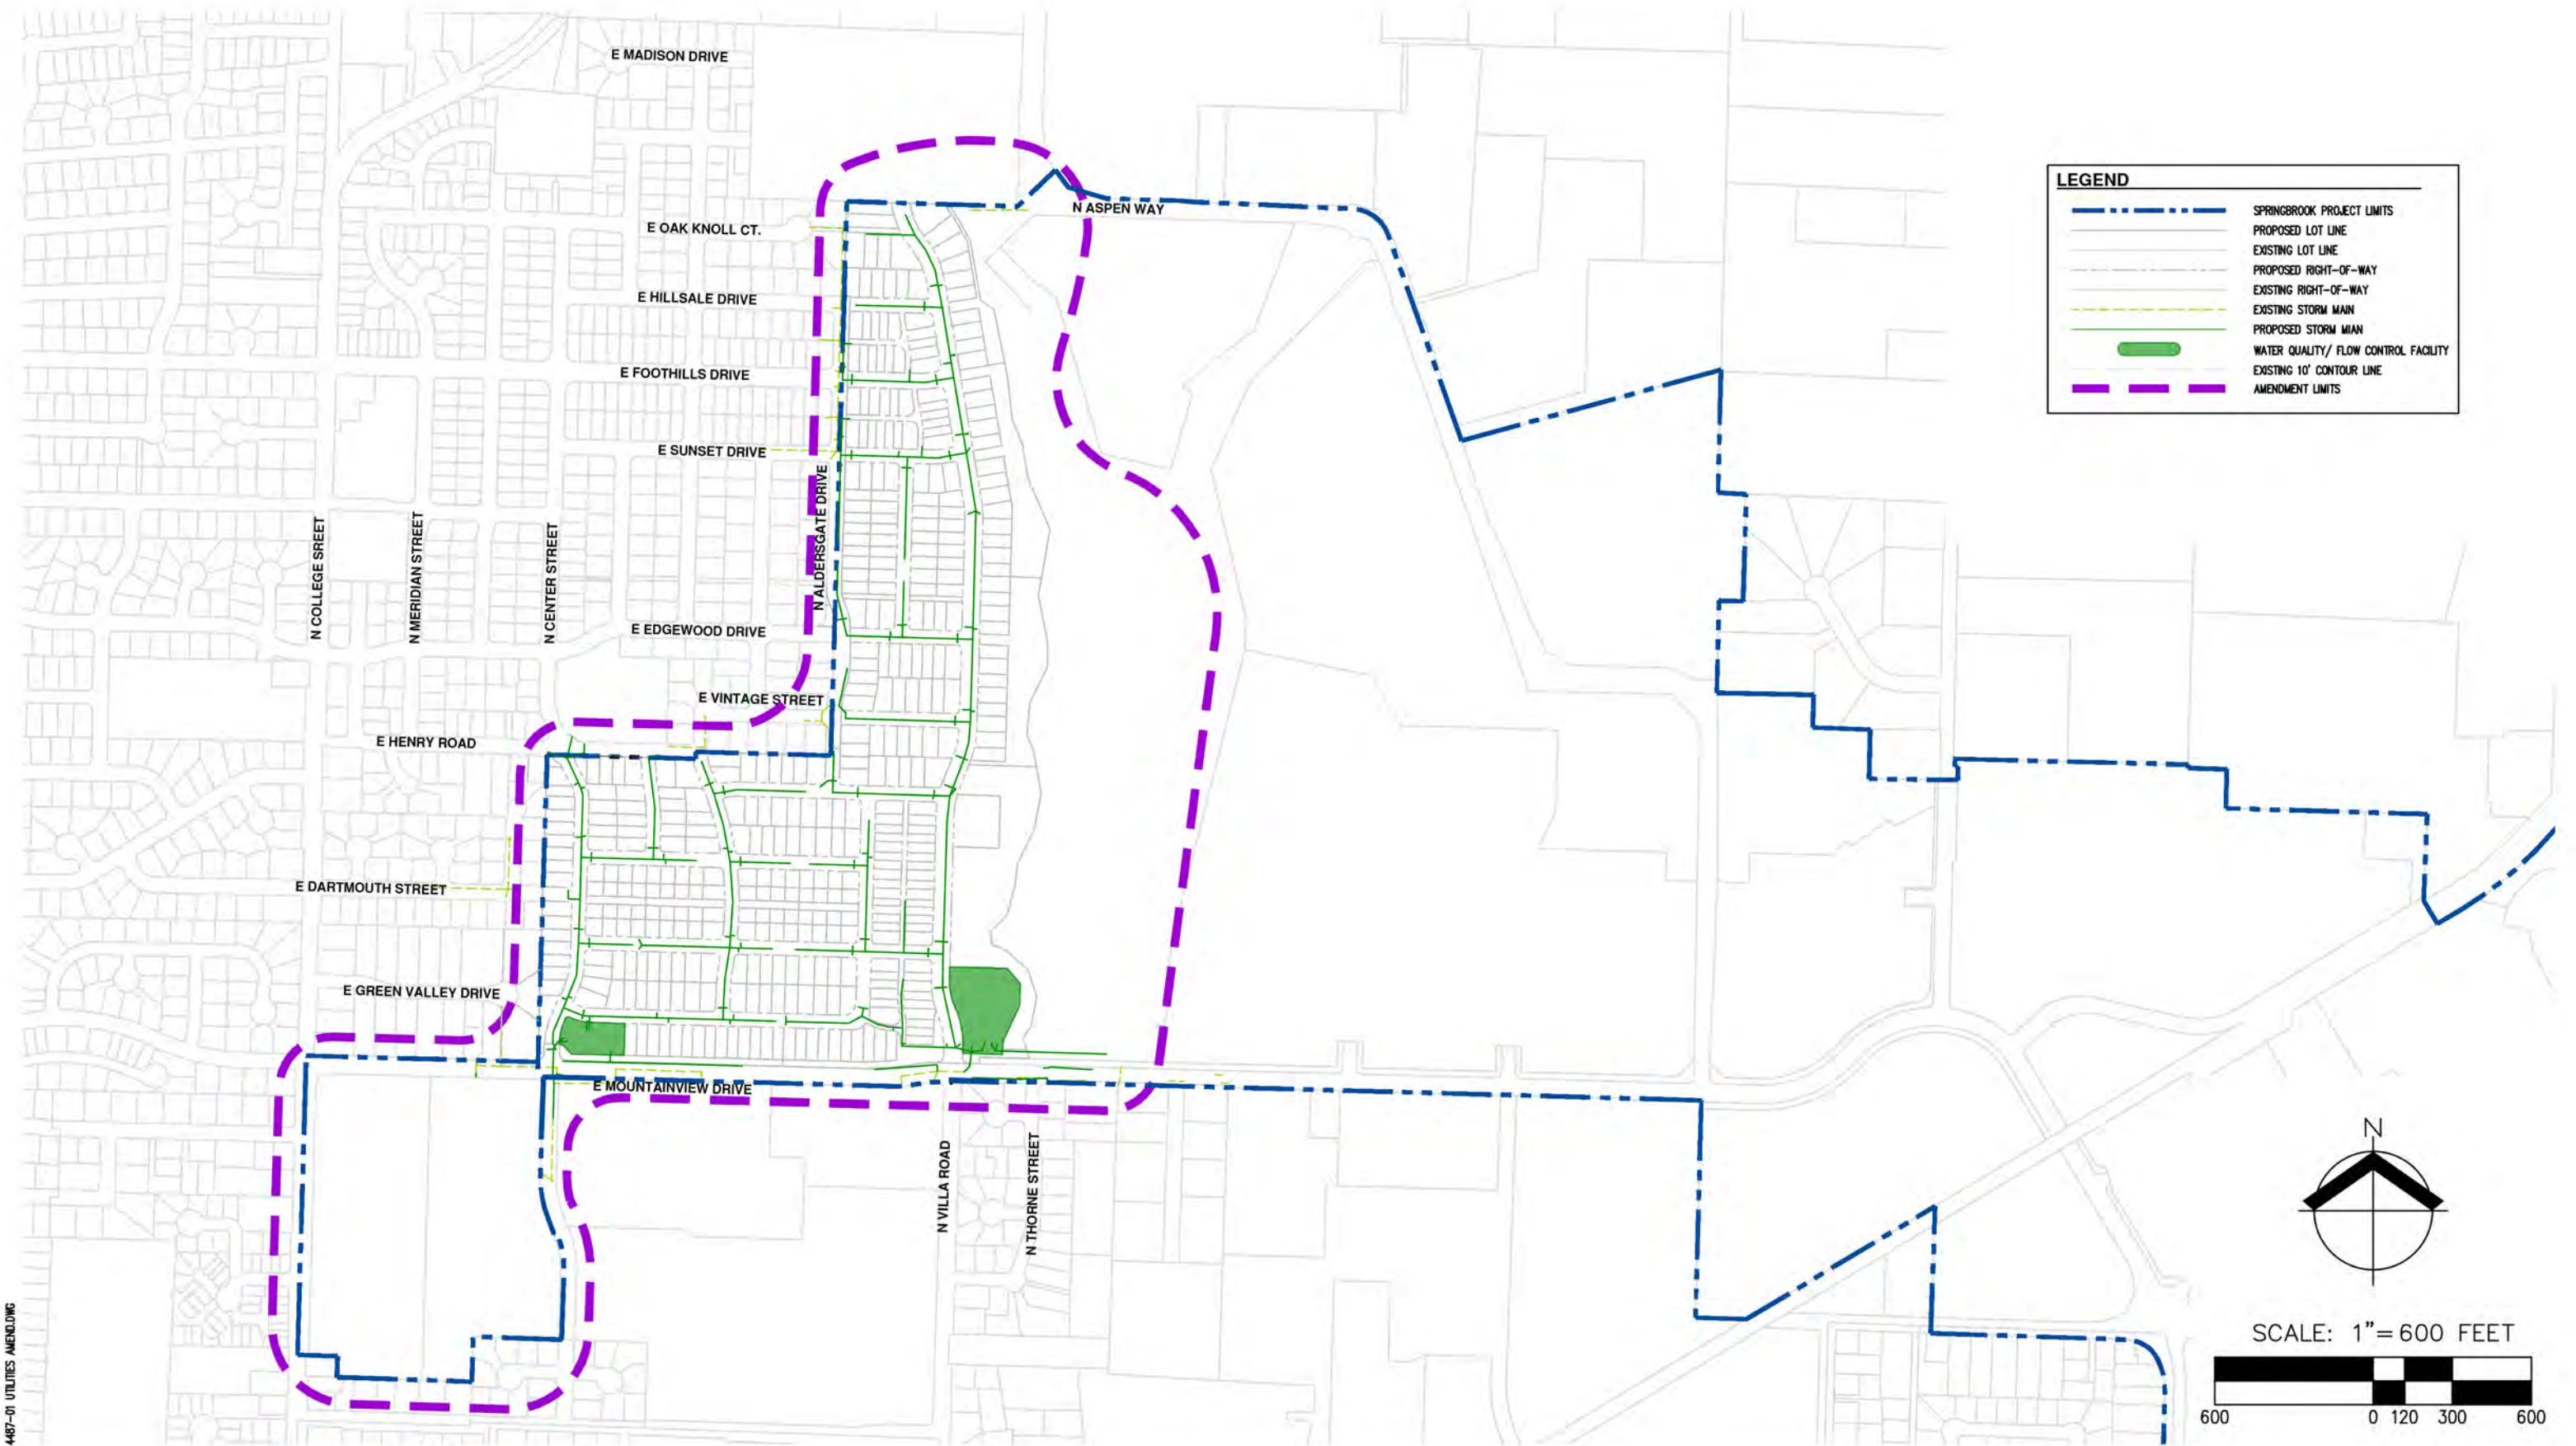 E MADISON DRIVE
LEGEND
SPRINGBROOK PROJECT LIMITS
PROPOSED LOT LINE
EXISTING LOT LINE
PROPOSED RIGHT-OF-WAY
EXISTING RIGHT-OF-WAY
EXISTING STORM MAIN
PROPOSED STORM MIAN
WATER QUALITY/ FLOW CONTROL FACILITY
EXISTING 10' CONTOUR LINE
AMENDMENT LIMITS
N ASPEN WAY
E OAK KNOLL CT.
E HILLSALE DRIVE
E FOOTHILLS DRIVE
E SUNSET DRIVE
N ALDERSGATE DRIVE
N COLLEGE SREET
N MERIDIAN STREET
N CENTER STREET
E EDGEWOOD DRIVE
E VINTAGE STREET
E HENRY ROAD
E DARTMOUTH STREET
E GREEN VALLEY DRIVE
E MOUNTAINVIEW DRIVE
N VILLA ROAD
N THORNE STREET
N
SCALE: 1"=600 FEET
600 0 120 300 600
4487-01 UTILITIES AMEND.DWG